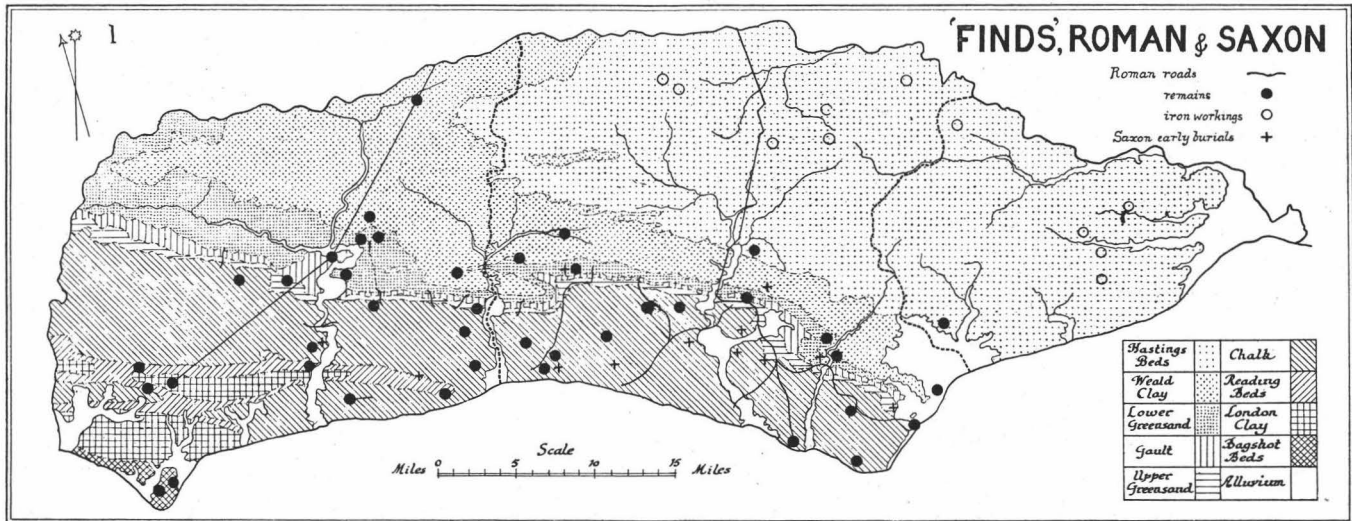 1
'FINDS', ROMAN & SAXON
Roman roads
remains
iron workings
Saxon early burials
Hastings Beds
Chalk
Weald Clay
Reading Beds
Lower Greensand
London Clay
Gault
Bagshot Beds
Upper Greensand
Alluvium
Scale
Miles 0 5 10 15 Miles